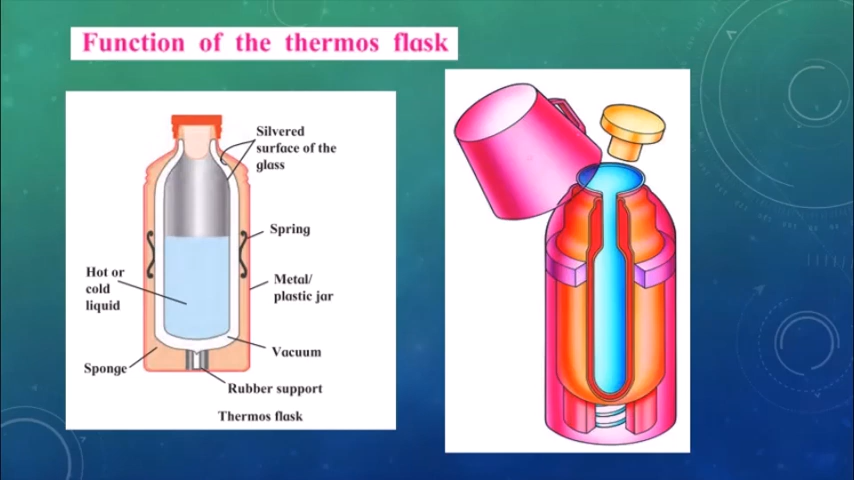 Function of the thermos flask
Silvered
surface of the
glass
Spring
Hot or
cold
liquid
Metal/
plastic jar
Vacuum
Sponge
Rubber support
Thermos flask